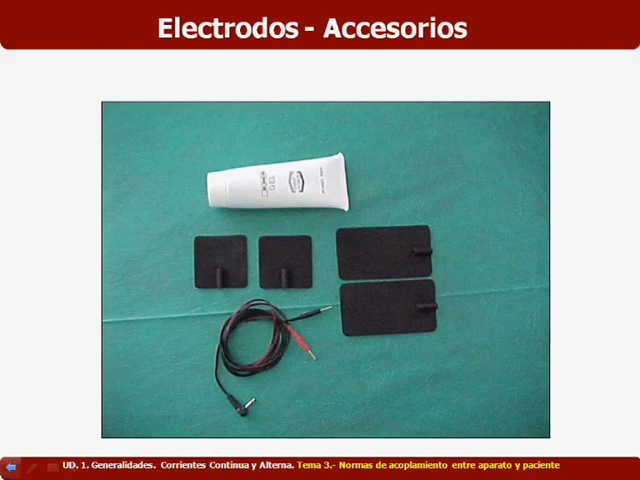 Electrodos - Accesorios
GEL
UD. 1. Generalidades. Corrientes Continua y Alterna. Tema 3.- Normas de acoplamiento entre aparato y paciente